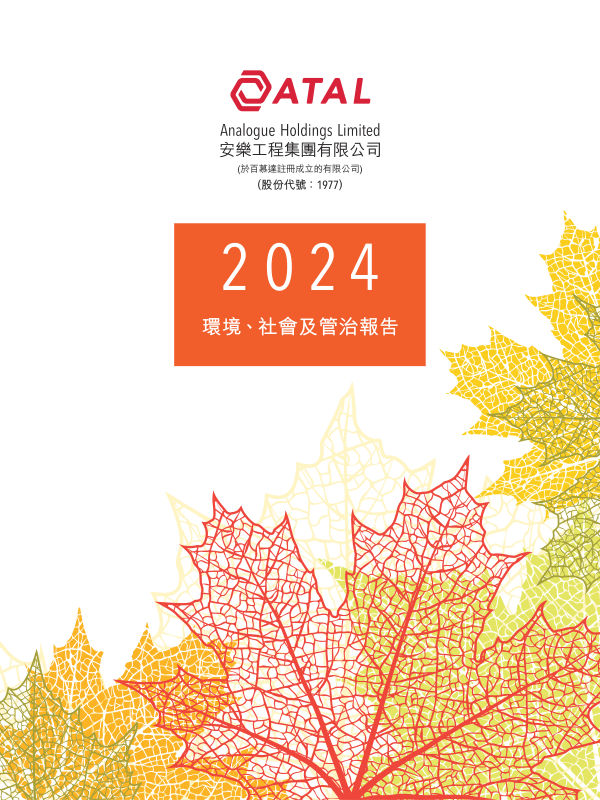 ATAL
Analogue Holdings Limited
安樂工程集團有限公司
(於百慕達註冊成立的有限公司)
(股份代號：1977)
2024
環境、社會及管治報告